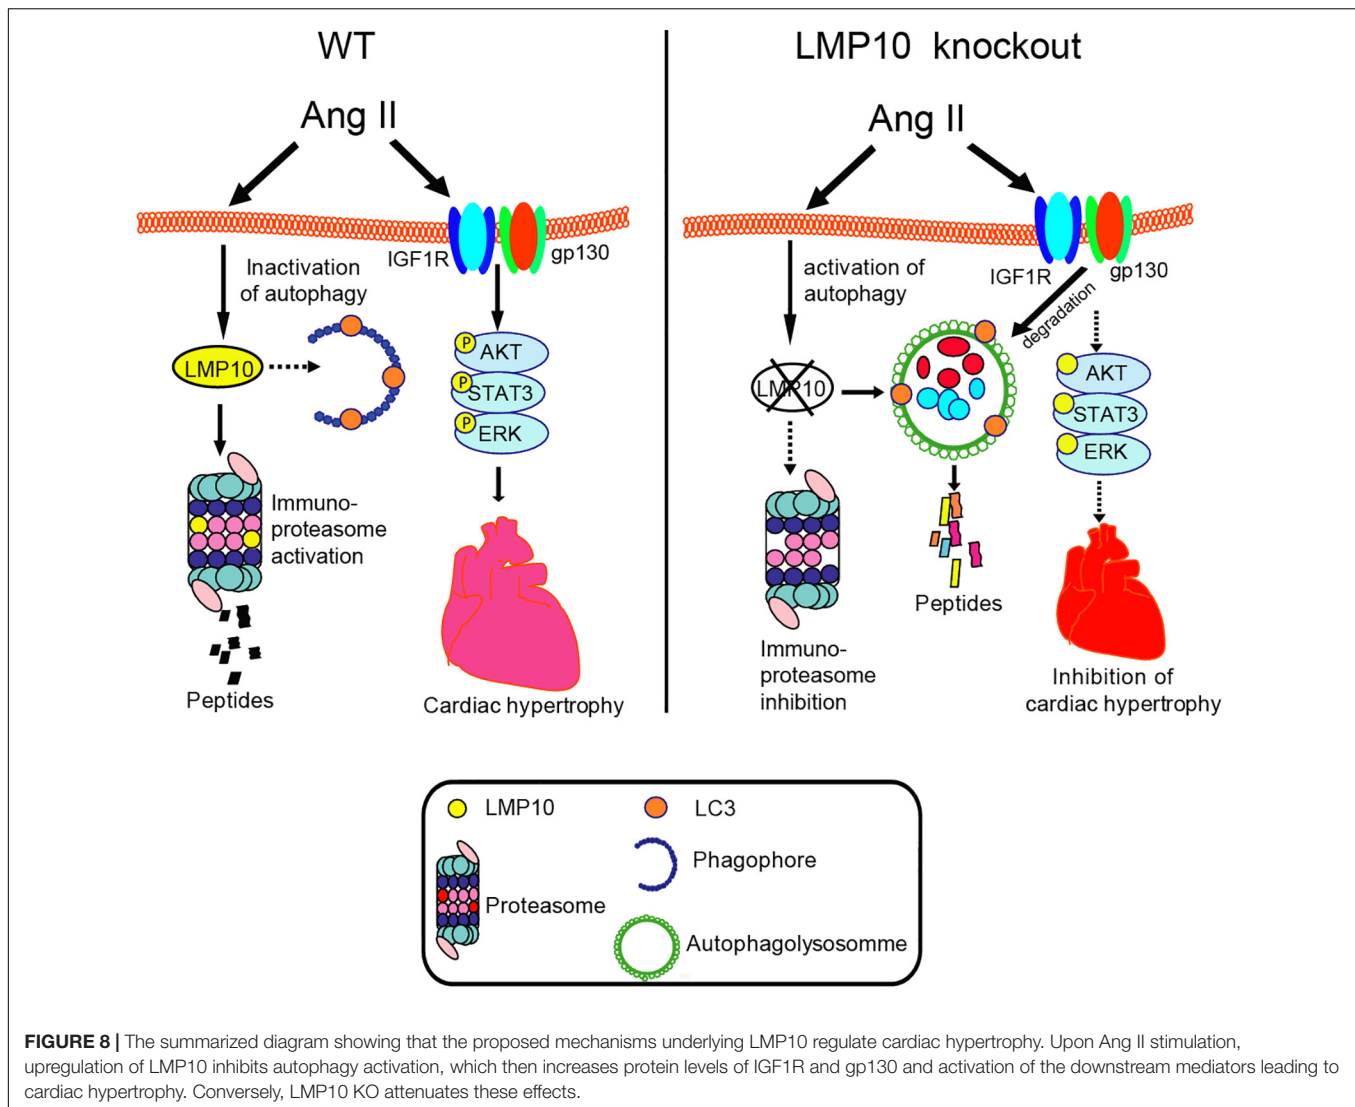 WT
Ang II
IGF1R
gp130
Inactivation
of autophagy
LMP10
P
AKT
P
STAT3
P
ERK
Immuno-
proteasome
activation
Peptides
Cardiac hypertrophy
LMP10 knockout
Ang II
IGF1R
gp130
activation of
autophagy
degradation
LMP10
AKT
STAT3
ERK
Peptides
Immuno-
proteasome
inhibition
Inhibition of
cardiac hypertrophy
LMP10
LC3
Phagophore
Proteasome
Autophagolysosomme
FIGURE 8 | The summarized diagram showing that the proposed mechanisms underlying LMP10 regulate cardiac hypertrophy. Upon Ang II stimulation,
upregulation of LMP10 inhibits autophagy activation, which then increases protein levels of IGF1R and gp130 and activation of the downstream mediators leading to
cardiac hypertrophy. Conversely, LMP10 KO attenuates these effects.